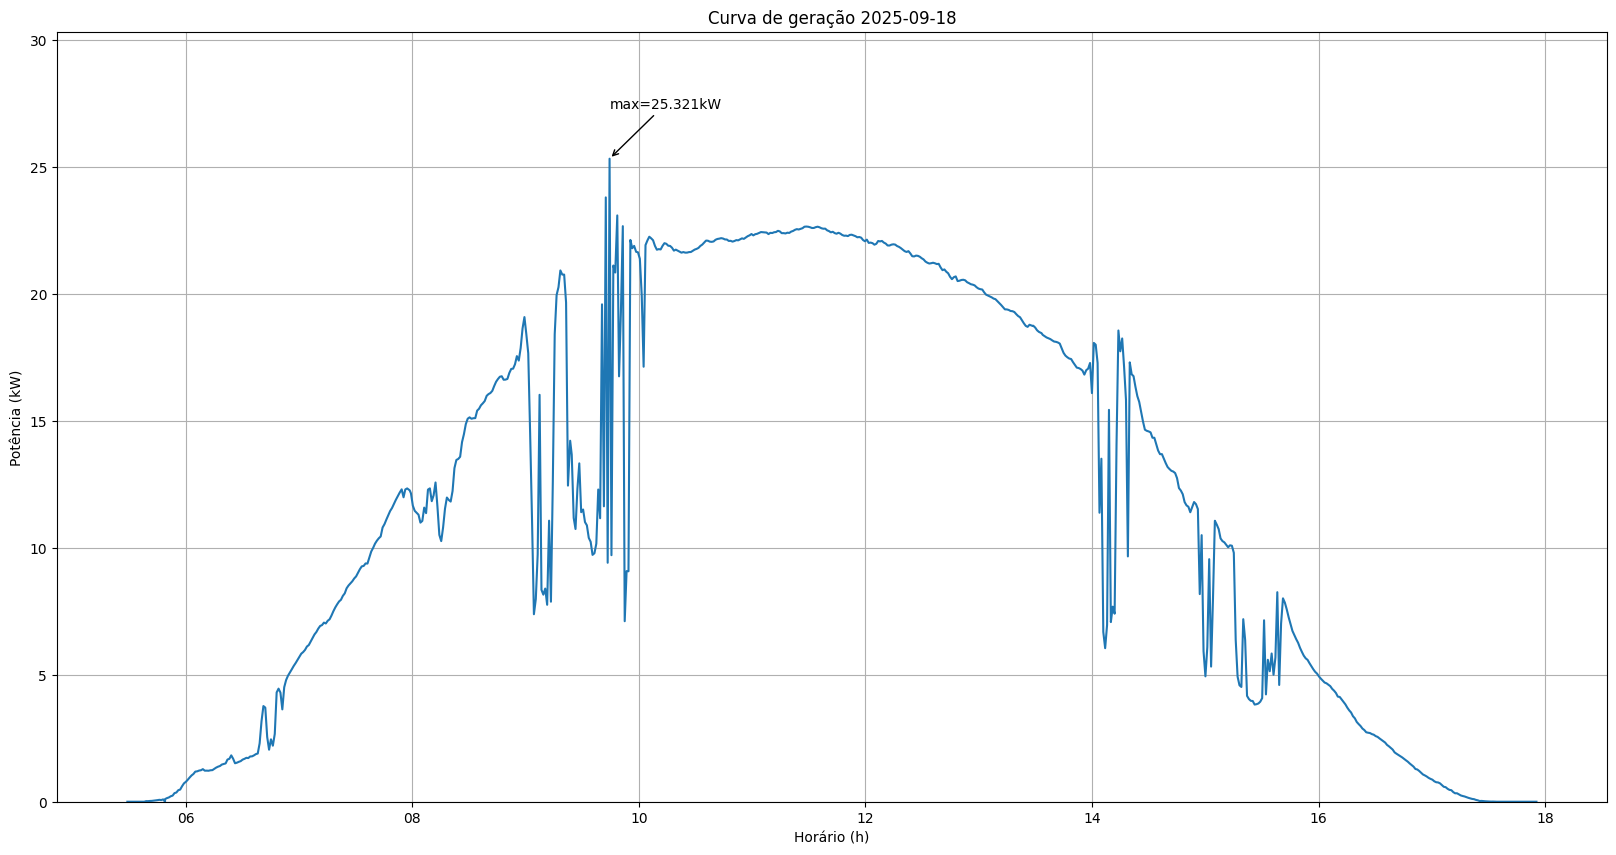 Curva de geração 2025-09-18
30
max=25.321kW
25
20
15
10
5
0
Potência (kW)
06 08 10 12 14 16 18
Horário (h)